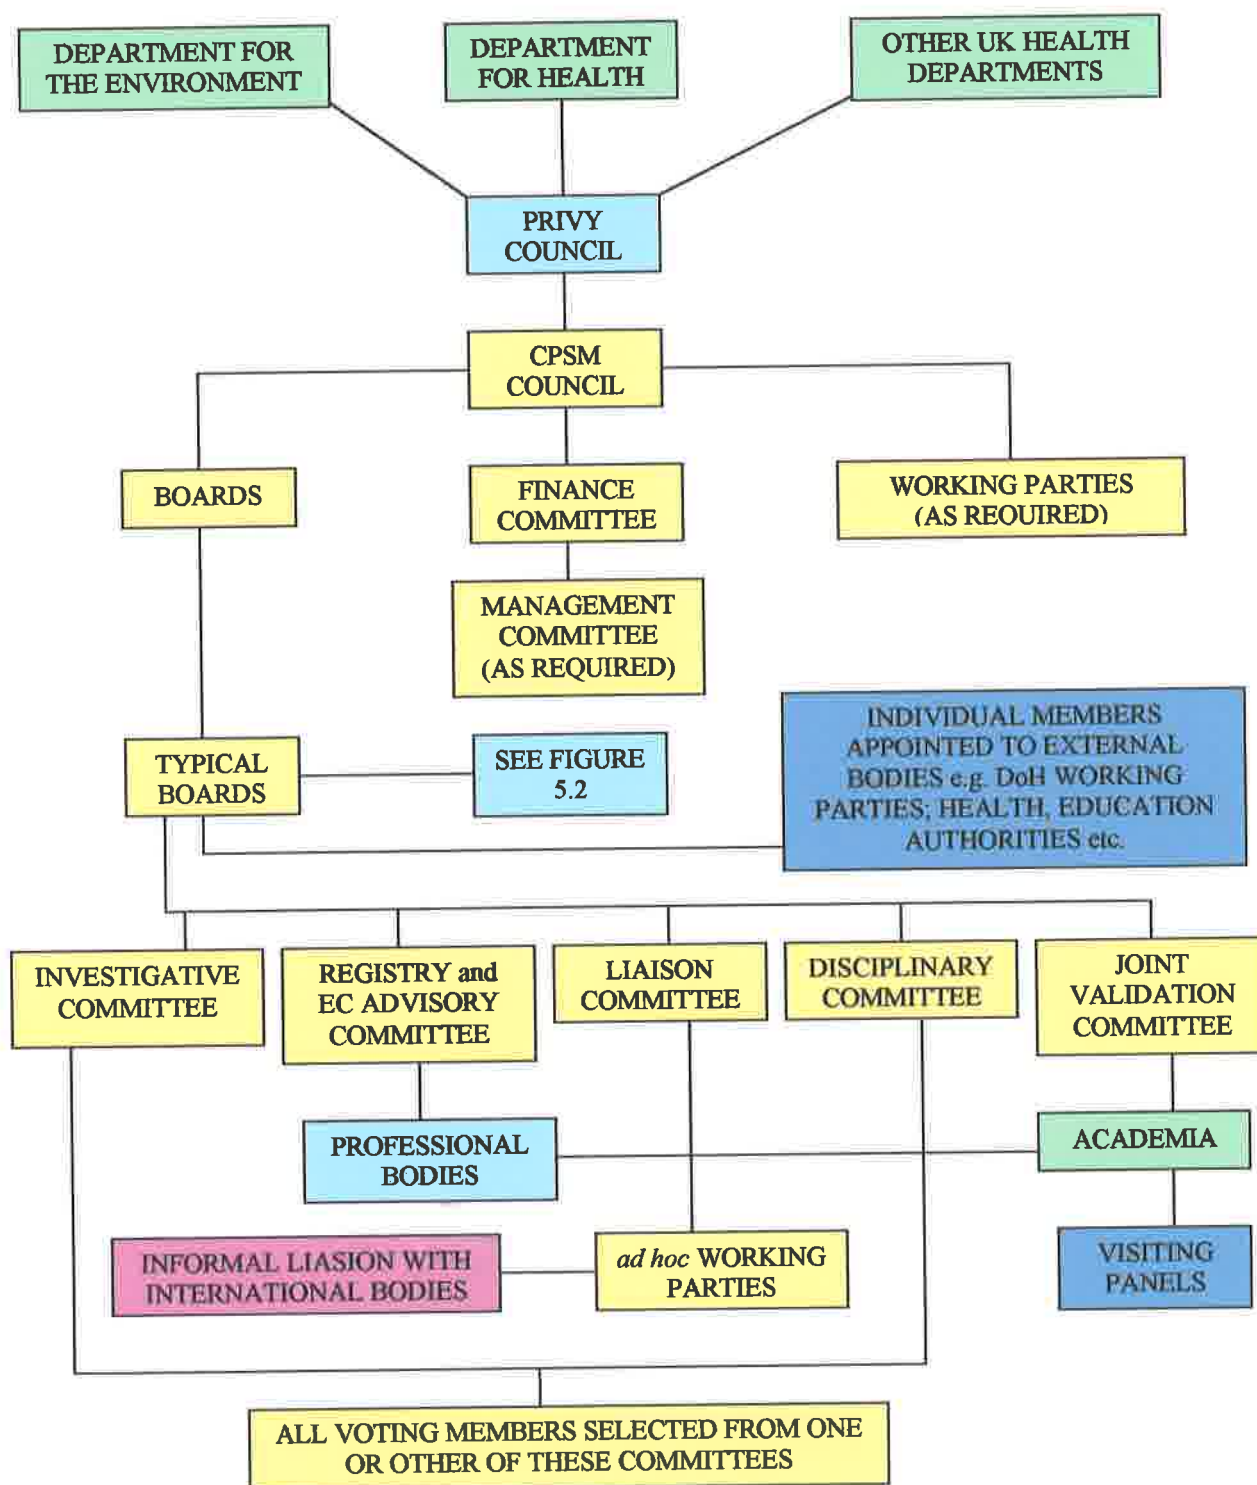 DEPARTMENT FOR
THE ENVIRONMENT
DEPARTMENT
FOR HEALTH
OTHER UK HEALTH
DEPARTMENTS
PRIVY
COUNCIL
CPSM
COUNCIL
BOARDS
FINANCE
COMMITTEE
WORKING PARTIES
(AS REQUIRED)
MANAGEMENT
COMMITTEE
(AS REQUIRED)
TYPICAL
BOARDS
SEE FIGURE
5.2
INDIVIDUAL MEMBERS
APPOINTED TO EXTERNAL
BODIES e.g. DoH WORKING
PARTIES; HEALTH, EDUCATION
AUTHORITIES etc.
INVESTIGATIVE
COMMITTEE
REGISTRY and
EC ADVISORY
COMMITTEE
LIAISON
COMMITTEE
DISCIPLINARY
COMMITTEE
JOINT
VALIDATION
COMMITTEE
PROFESSIONAL
BODIES
ACADEMIA
INFORMAL LIASION WITH
INTERNATIONAL BODIES
ad hoc WORKING
PARTIES
VISITING
PANELS
ALL VOTING MEMBERS SELECTED FROM ONE
OR OTHER OF THESE COMMITTEES